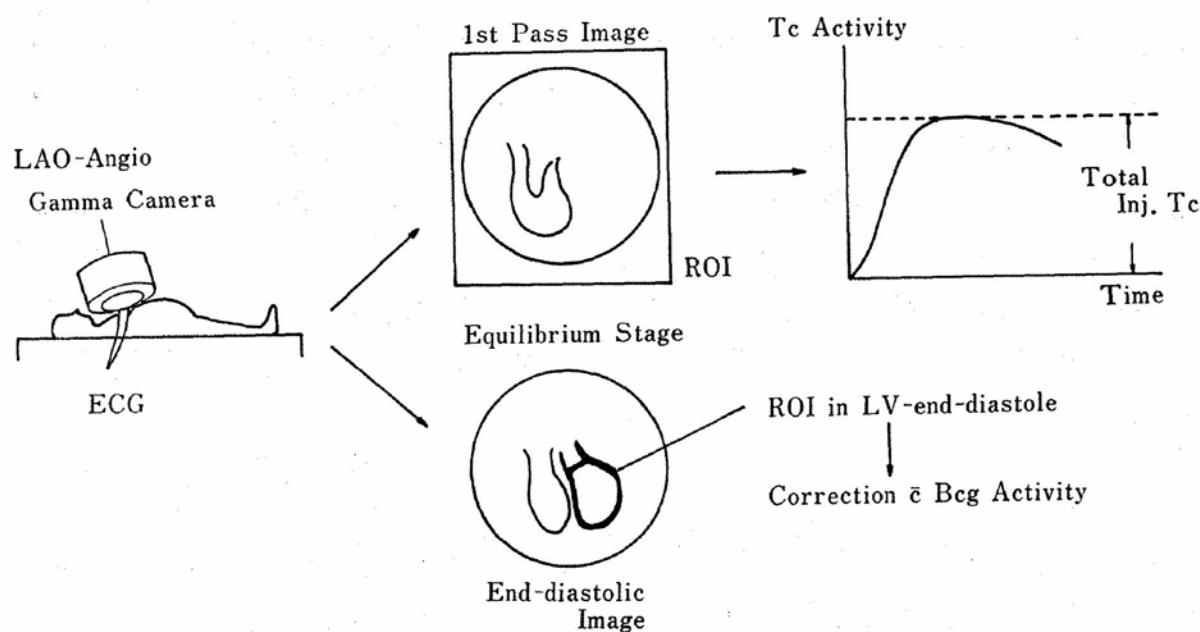 1st Pass Image
Tc Activity
LAO-Angio
Gamma Camera
Total
Inj. Tc
ROI
Time
Equilibrium Stage
ECG
ROI in LV-end-diastole
Correction c̄ Bcg Activity
End-diastolic
Image